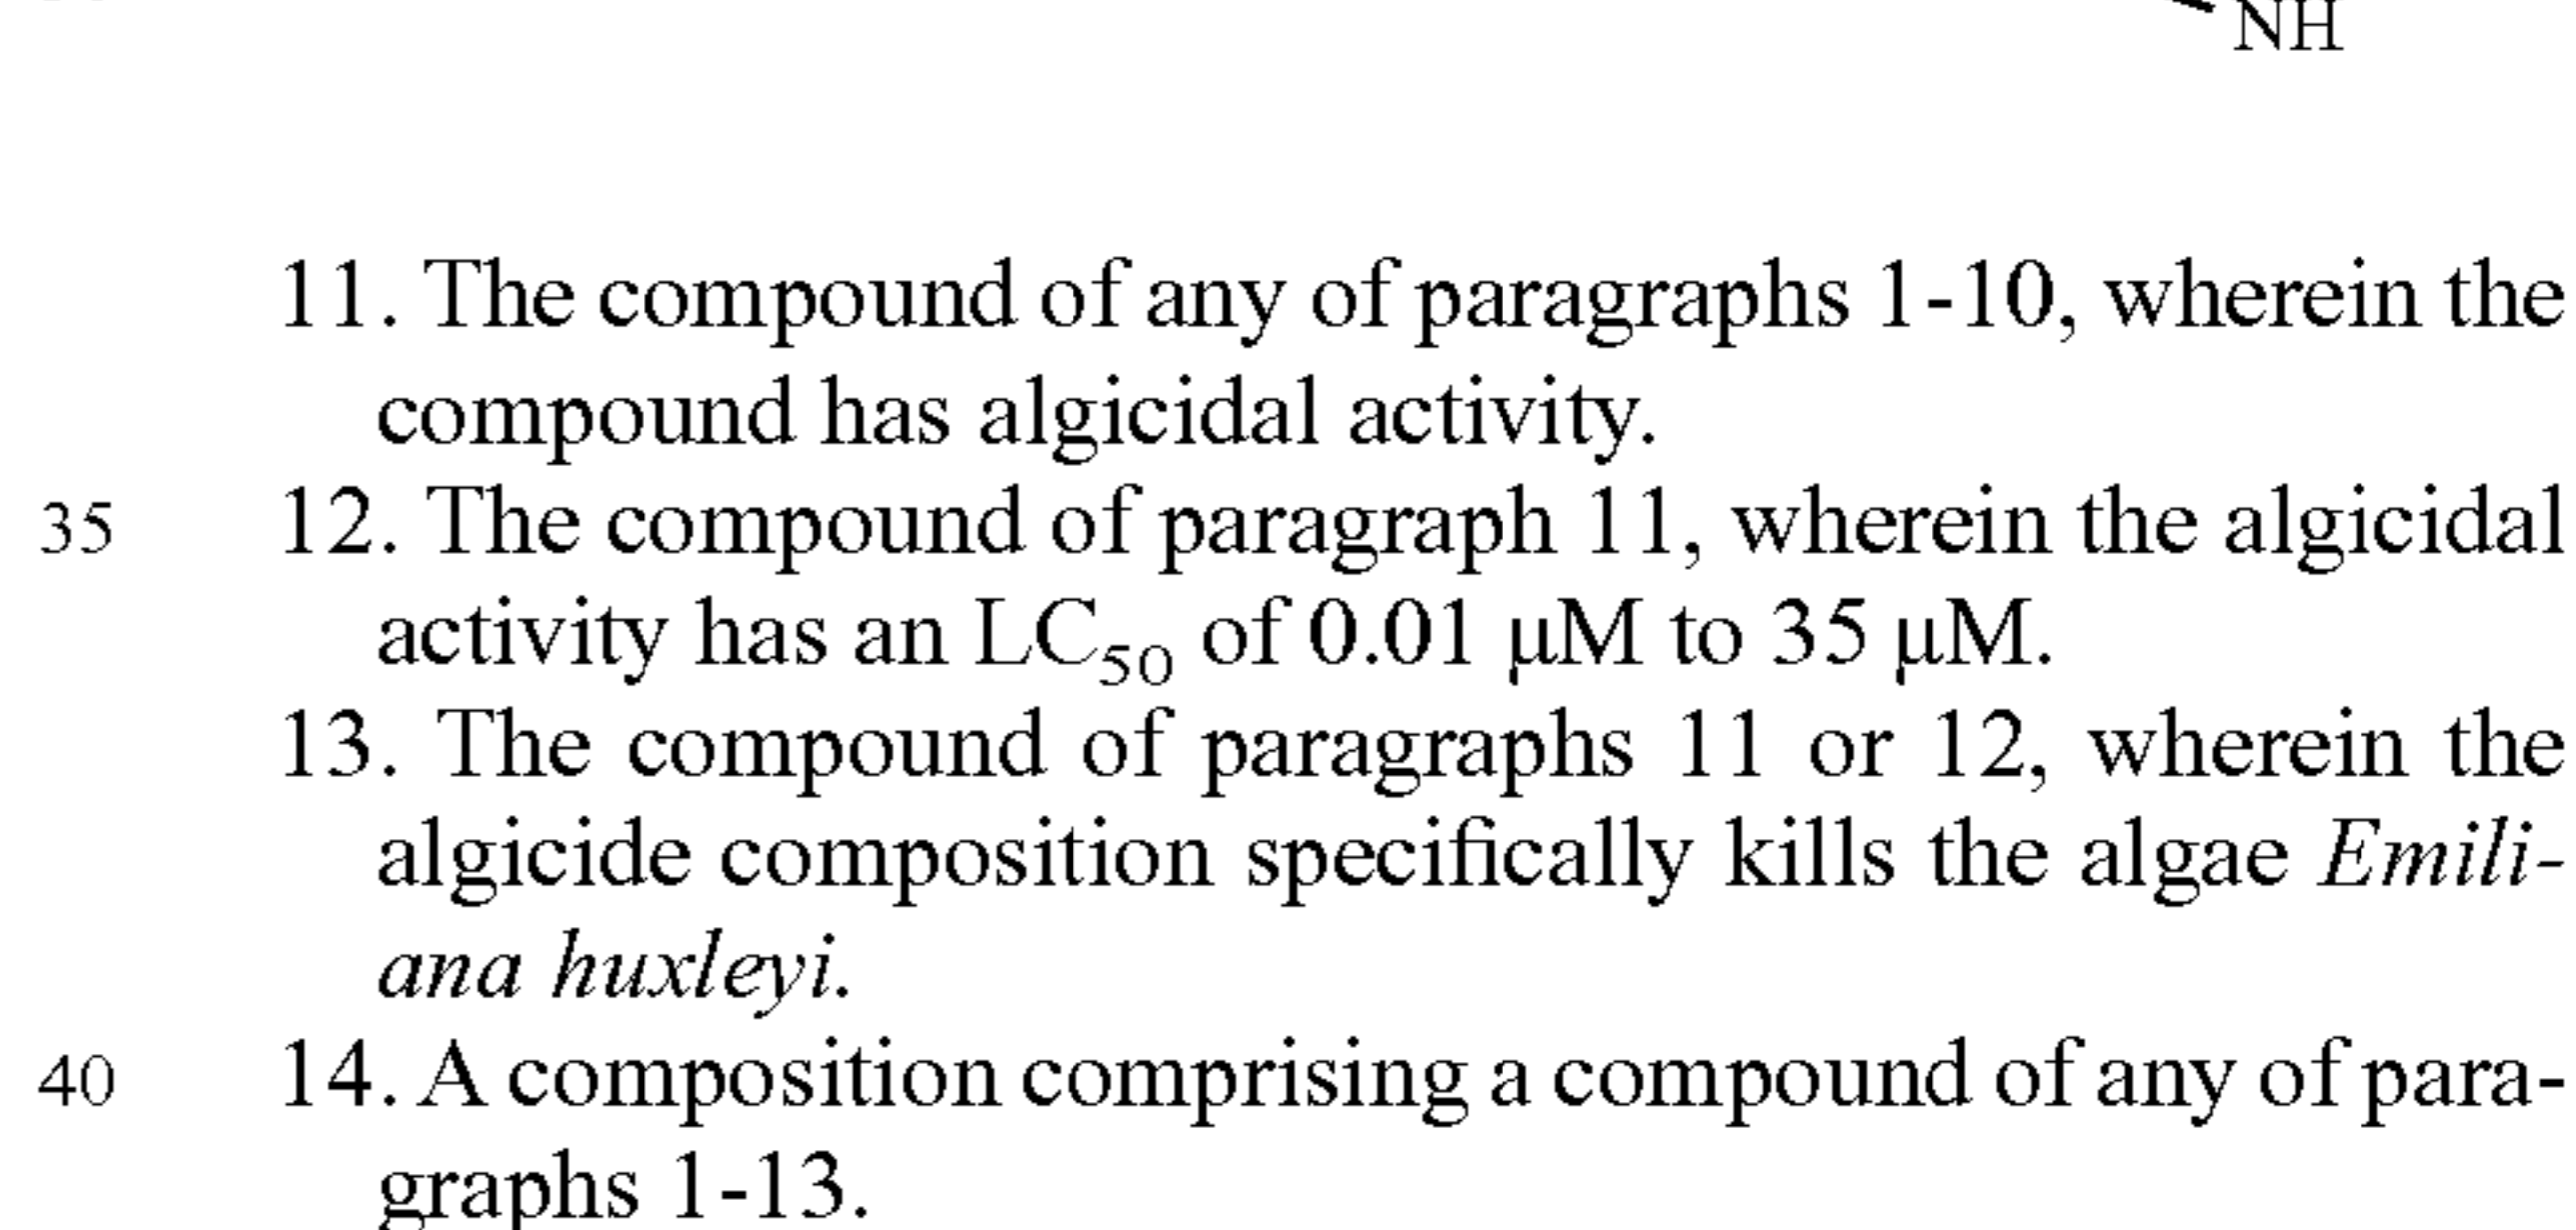 NH
11. The compound of any of paragraphs 1-10, wherein the
compound has algicidal activity.
35 12. The compound of paragraph 11, wherein the algicidal
activity has an LC₅₀ of 0.01 μM to 35 μM.
13. The compound of paragraphs 11 or 12, wherein the
algicide composition specifically kills the algae Emili-
ana huxleyi.
40 14. A composition comprising a compound of any of para-
graphs 1-13.